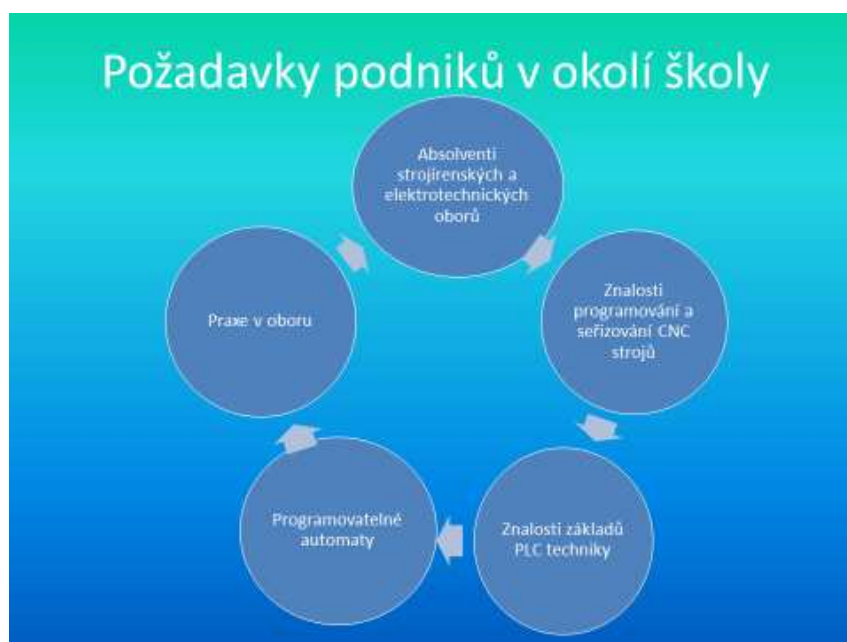 Požadavky podniků v okolí školy
Absolventi
strojírenských a
elektrotechnických
oborů
Znalosti
programování a
seřizování CNC
strojů
Znalosti základů
PLC techniky
Programovatelné
automaty
Praxe v oboru